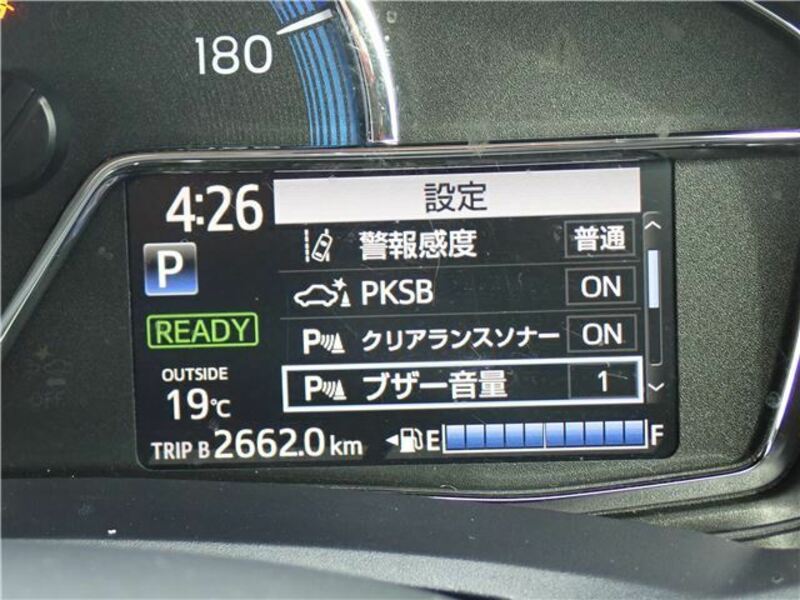 180
4:26
設定
警報感度 普通
P
PKSB ON
READY
P クリアランスソナー ON
OUTSIDE
19℃
P ブザー音量 1
TRIP B 2662.0 km
E F